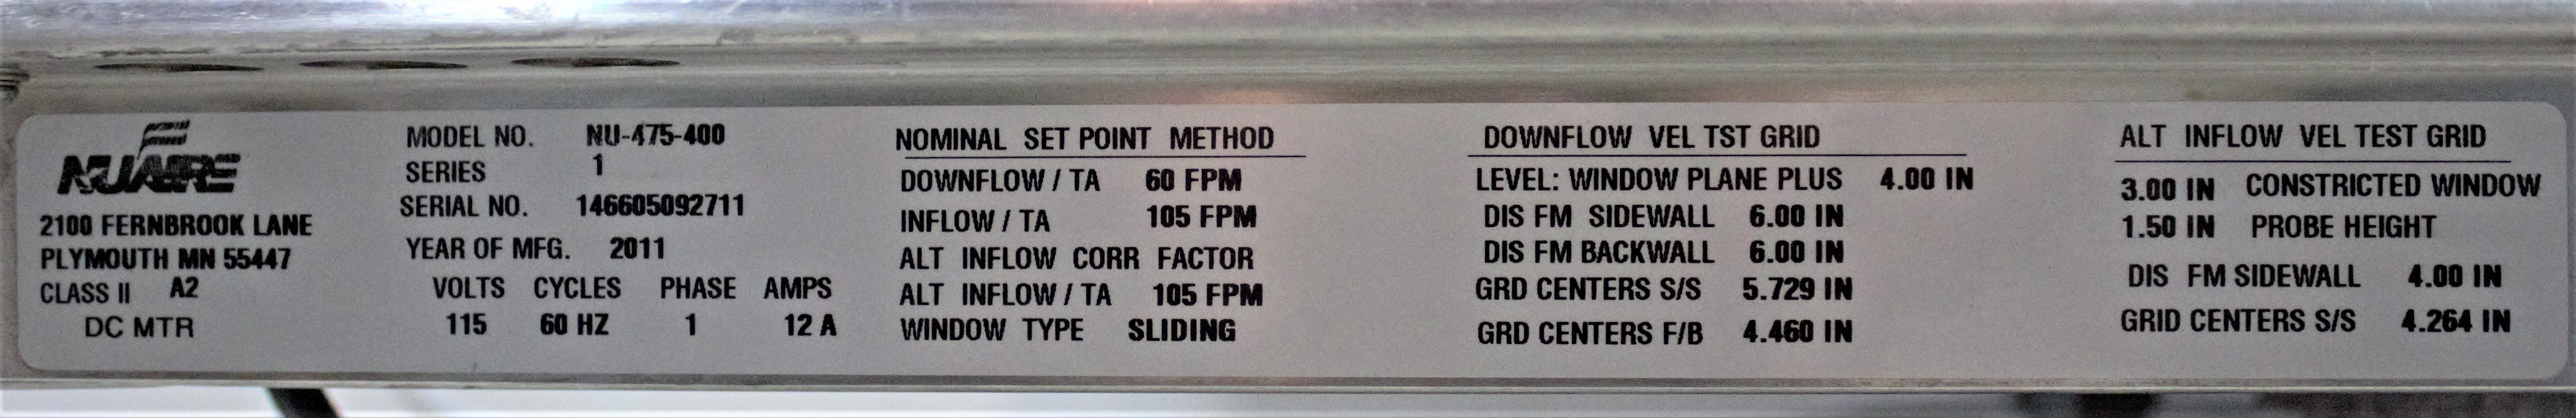 NUAIRE
2100 FERNBROOK LANE
PLYMOUTH MN 55447
CLASS II A2
DC MTR
MODEL NO. NU-475-400
SERIES 1
SERIAL NO. 146605092711
YEAR OF MFG. 2011
VOLTS CYCLES PHASE AMPS
115 60 HZ 1 12 A
NOMINAL SET POINT METHOD
DOWNFLOW / TA 60 FPM
INFLOW / TA 105 FPM
ALT INFLOW CORR FACTOR
ALT INFLOW / TA 105 FPM
WINDOW TYPE SLIDING
DOWNFLOW VEL TST GRID
LEVEL: WINDOW PLANE PLUS 4.00 IN
DIS FM SIDEWALL 6.00 IN
DIS FM BACKWALL 6.00 IN
GRD CENTERS S/S 5.729 IN
GRD CENTERS F/B 4.460 IN
ALT INFLOW VEL TEST GRID
3.00 IN CONSTRICTED WINDOW
1.50 IN PROBE HEIGHT
DIS FM SIDEWALL 4.00 IN
GRID CENTERS S/S 4.264 IN